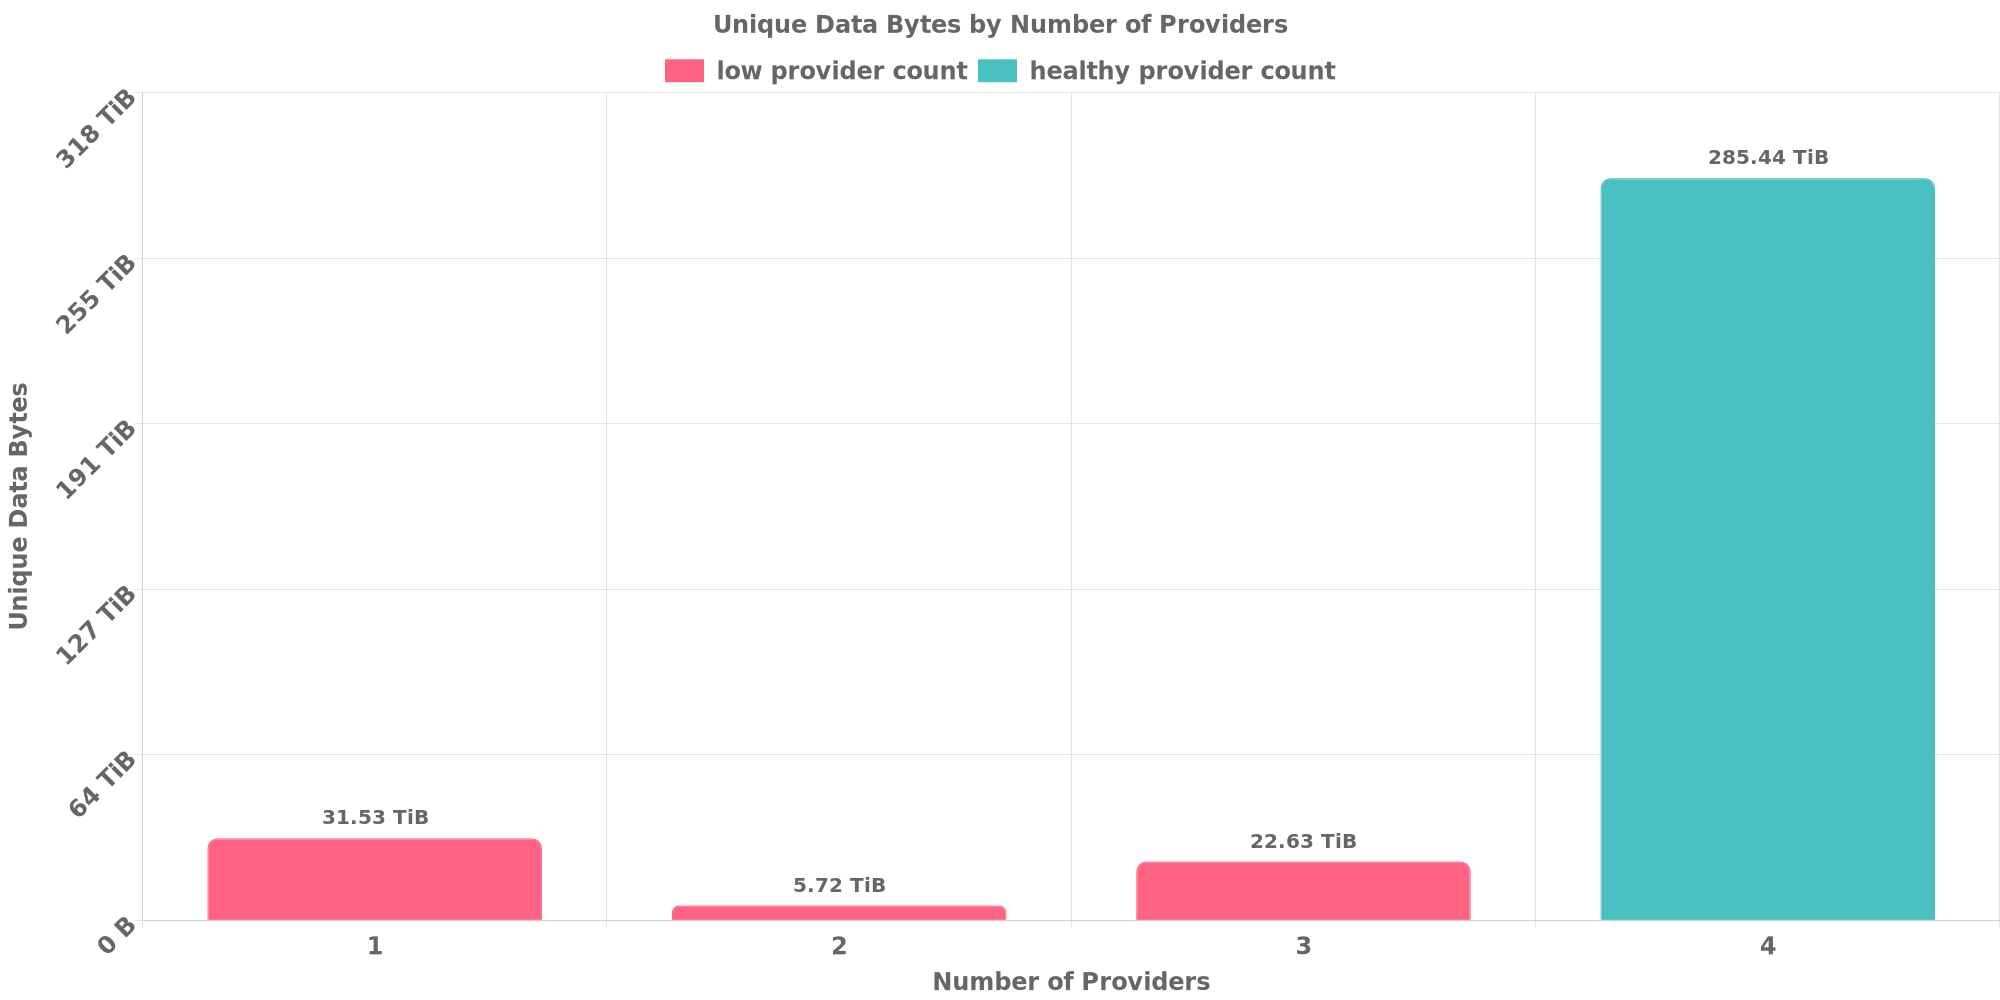 Unique Data Bytes by Number of Providers
low provider count healthy provider count
318 TiB
255 TiB
191 TiB
127 TiB
64 TiB
0 B
Unique Data Bytes
31.53 TiB
5.72 TiB
22.63 TiB
285.44 TiB
1 2 3 4
Number of Providers